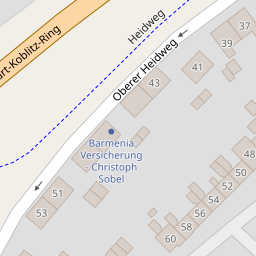 37
39
41
43
Heidweg
Oberer Heidweg
art-Koblitz-Ring
Barmenia
Versicherung
- Christoph
Sobel
48
50
52
54
56
58
60
51
53